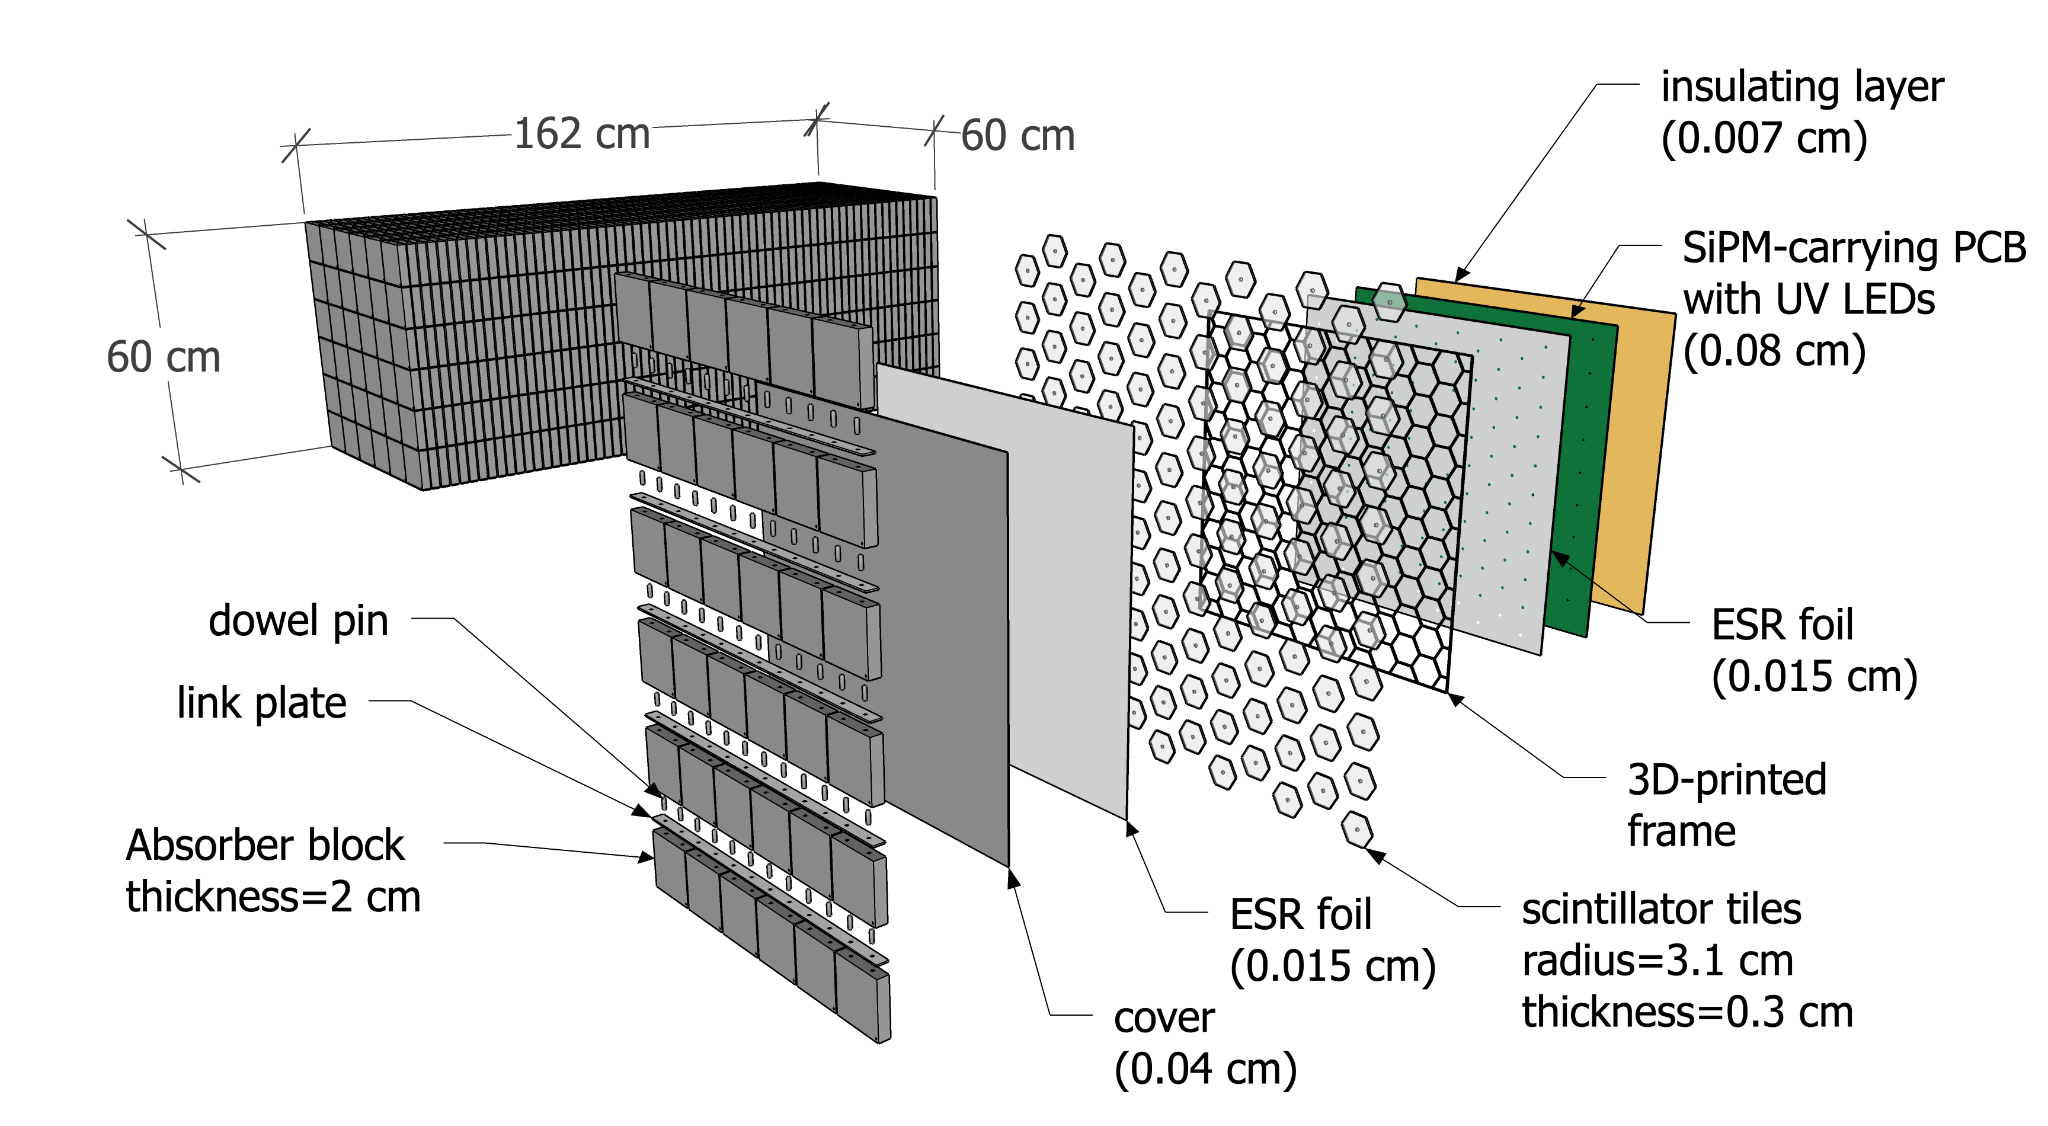 162 cm
60 cm
60 cm
insulating layer
(0.007 cm)
SiPM-carrying PCB
with UV LEDs
(0.08 cm)
ESR foil
(0.015 cm)
3D-printed
frame
scintillator tiles
radius=3.1 cm
thickness=0.3 cm
ESR foil
(0.015 cm)
cover
(0.04 cm)
dowel pin
link plate
Absorber block
thickness=2 cm